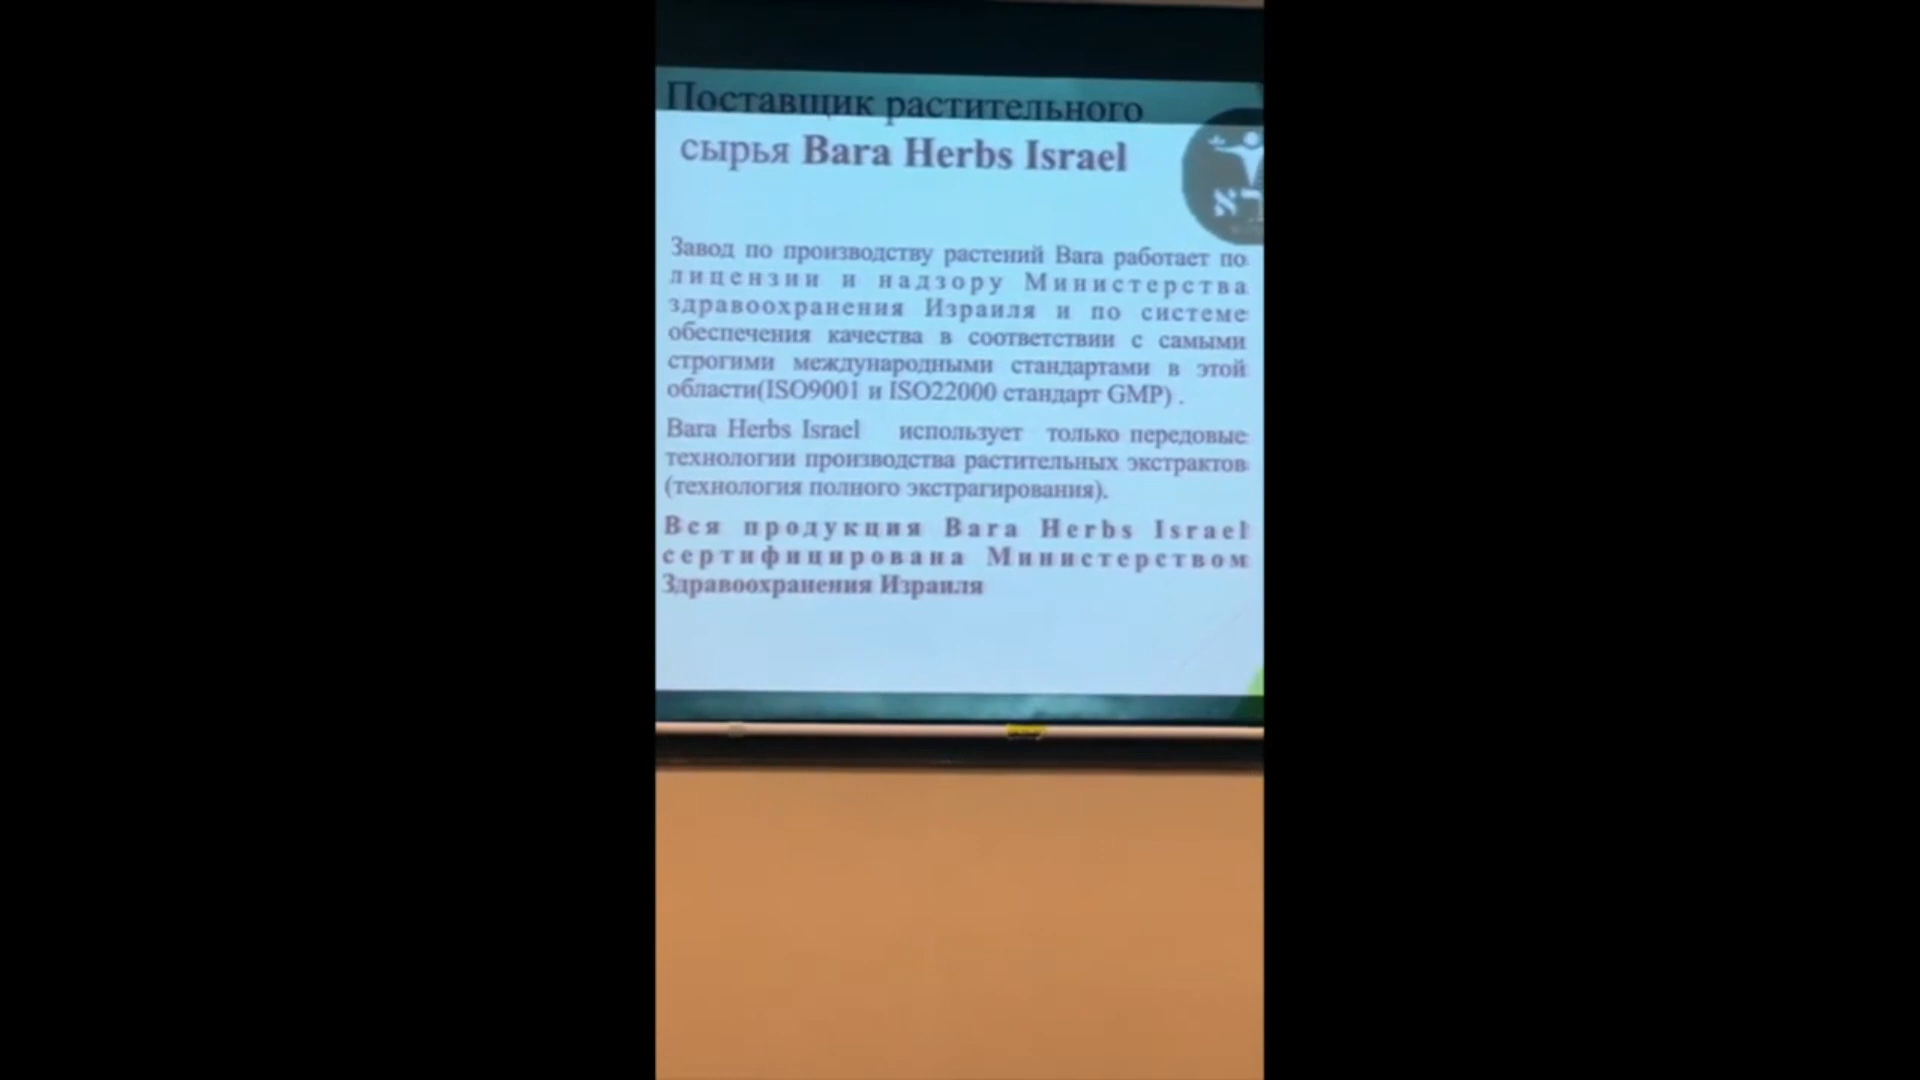 Поставщик растительного
сырья Bara Herbs Israel
Завод по производству растений Bara работает по
лицензии и надзору Министерства
здравоохранения Израиля и по системе
обеспечения качества в соответствии с самыми
строгими международными стандартами в этой
области(ISO9001 и ISO22000 стандарт GMP) .
Bara Herbs Israel использует только передовые
технологии производства растительных экстрактов
(технология полного экстрагирования).
Вся продукция Bara Herbs Israel
сертифицирована Министерством
Здравоохранения Израиля